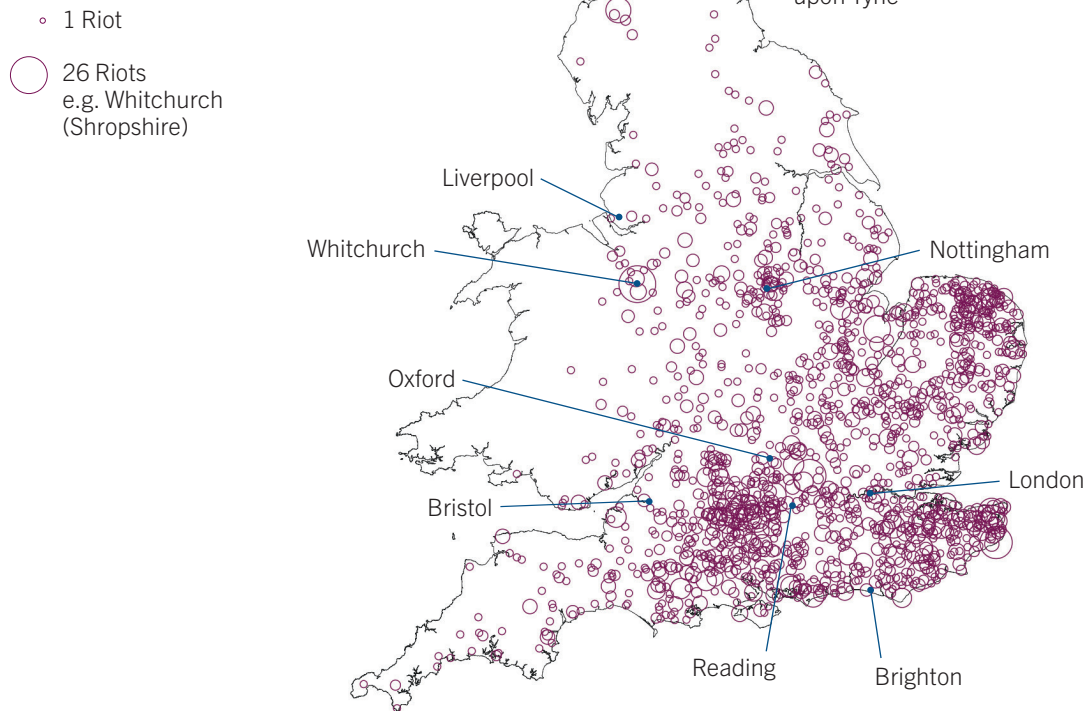 upon Tyne
1 Riot
26 Riots
e.g. Whitchurch
(Shropshire)
Liverpool
Whitchurch
Nottingham
Oxford
London
Bristol
Reading
Brighton